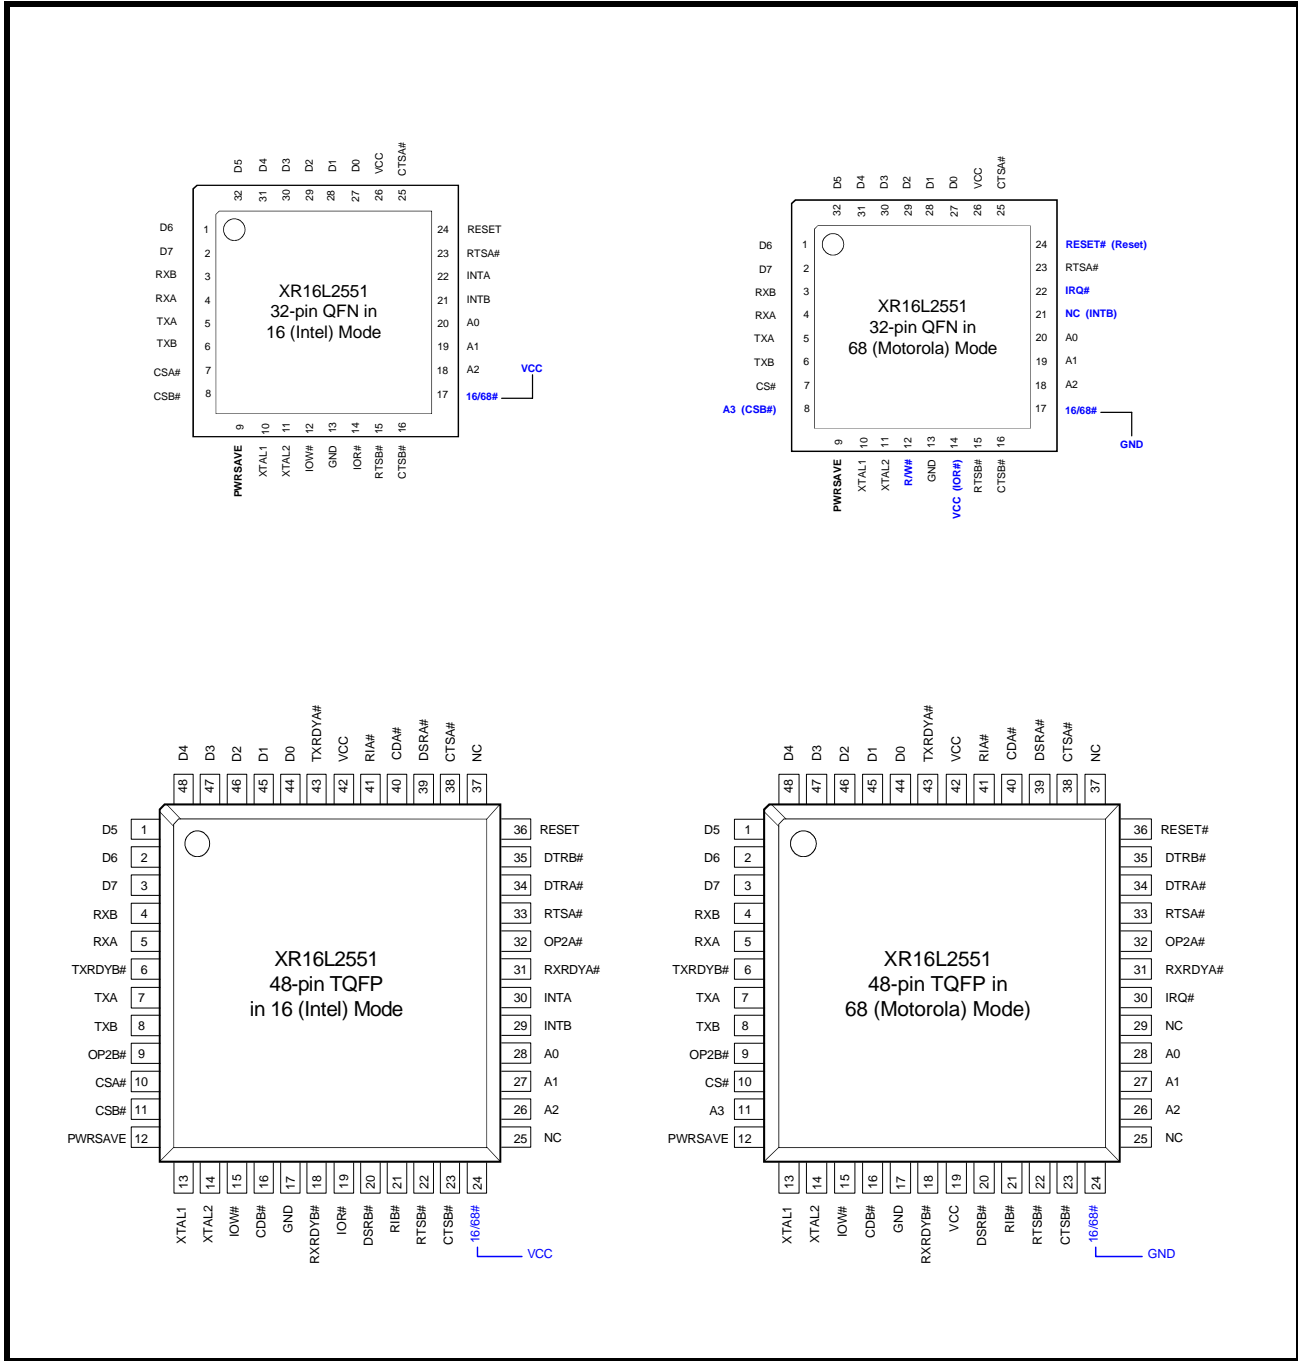 D5 D4 D3 D2 D1 D0 VCC CTSA#
32 31 30 29 28 27 26 25
D6 1
D7 2
RXB 3
RXA 4
TXA 5
TXB 6
CSA# 7
CSB# 8
XR16L2551
32-pin QFN in
16 (Intel) Mode
24 RESET
23 RTSA#
22 INTA
21 INTB
20 A0
19 A1
18 A2
17 16/68#
VCC
9 10 11 12 13 14 15 16
PWRSAVE XTAL1 XTAL2 IOW# GND IOR# RTSB# CTSB#
D5 D4 D3 D2 D1 D0 VCC CTSA#
32 31 30 29 28 27 26 25
D6 1
D7 2
RXB 3
RXA 4
TXA 5
TXB 6
CS# 7
A3 (CSB#) 8
XR16L2551
32-pin QFN in
68 (Motorola) Mode
24 RESET# (Reset)
23 RTSA#
22 IRQ#
21 NC (INTB)
20 A0
19 A1
18 A2
17 16/68#
GND
9 10 11 12 13 14 15 16
PWRSAVE XTAL1 XTAL2 R/W# GND VCC (IOR#) RTSB# CTSB#
D4 D3 D2 D1 D0 TXRDYA# VCC RIA# CDA# DSRA# CTSA# NC
48 47 46 45 44 43 42 41 40 39 38 37
D5 1
D6 2
D7 3
RXB 4
RXA 5
TXRDYB# 6
TXA 7
TXB 8
OP2B# 9
CSA# 10
CSB# 11
PWRSAVE 12
XR16L2551
48-pin TQFP
in 16 (Intel) Mode
36 RESET
35 DTRB#
34 DTRA#
33 RTSA#
32 OP2A#
31 RXRDYA#
30 INTA
29 INTB
28 A0
27 A1
26 A2
25 NC
13 14 15 16 17 18 19 20 21 22 23 24
XTAL1 XTAL2 IOW# CDB# GND RXRDYB# IOR# DSRB# RIB# RTSB# CTSB# 16/68#
VCC
D4 D3 D2 D1 D0 TXRDYA# VCC RIA# CDA# DSRA# CTSA# NC
48 47 46 45 44 43 42 41 40 39 38 37
D5 1
D6 2
D7 3
RXB 4
RXA 5
TXRDYB# 6
TXA 7
TXB 8
OP2B# 9
CS# 10
A3 11
PWRSAVE 12
XR16L2551
48-pin TQFP in
68 (Motorola) Mode)
36 RESET#
35 DTRB#
34 DTRA#
33 RTSA#
32 OP2A#
31 RXRDYA#
30 IRQ#
29 NC
28 A0
27 A1
26 A2
25 NC
13 14 15 16 17 18 19 20 21 22 23 24
XTAL1 XTAL2 IOW# CDB# GND RXRDYB# VCC DSRB# RIB# RTSB# CTSB# 16/68#
GND